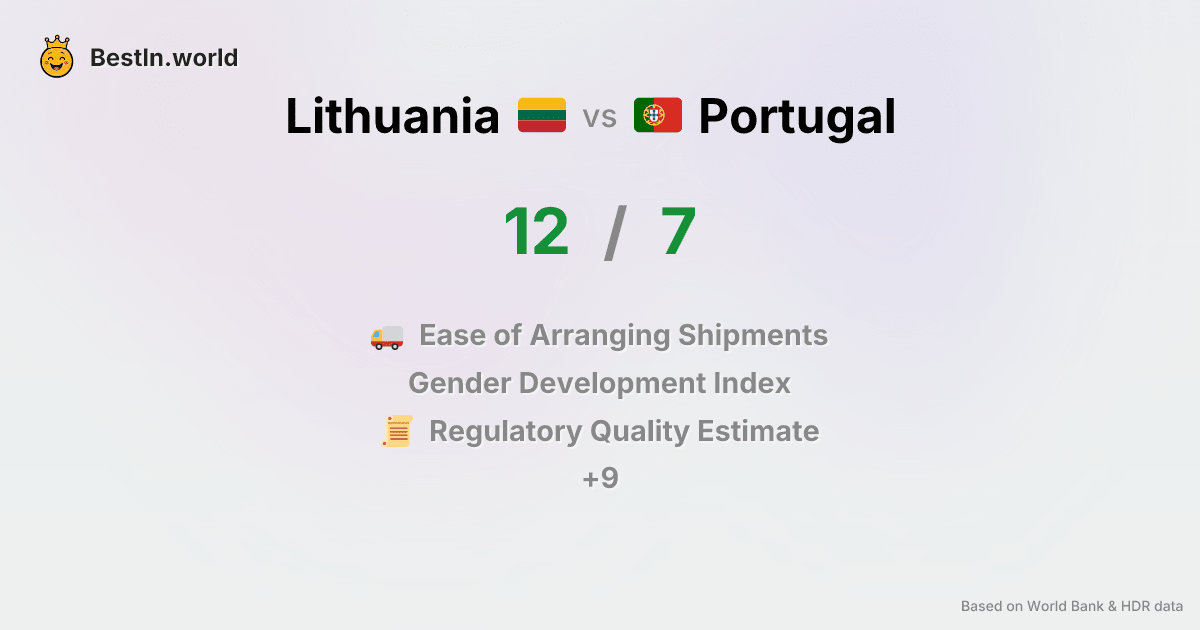 BestIn.world
Lithuania vs Portugal
12 / 7
Ease of Arranging Shipments
Gender Development Index
Regulatory Quality Estimate
+9
Based on World Bank & HDR data